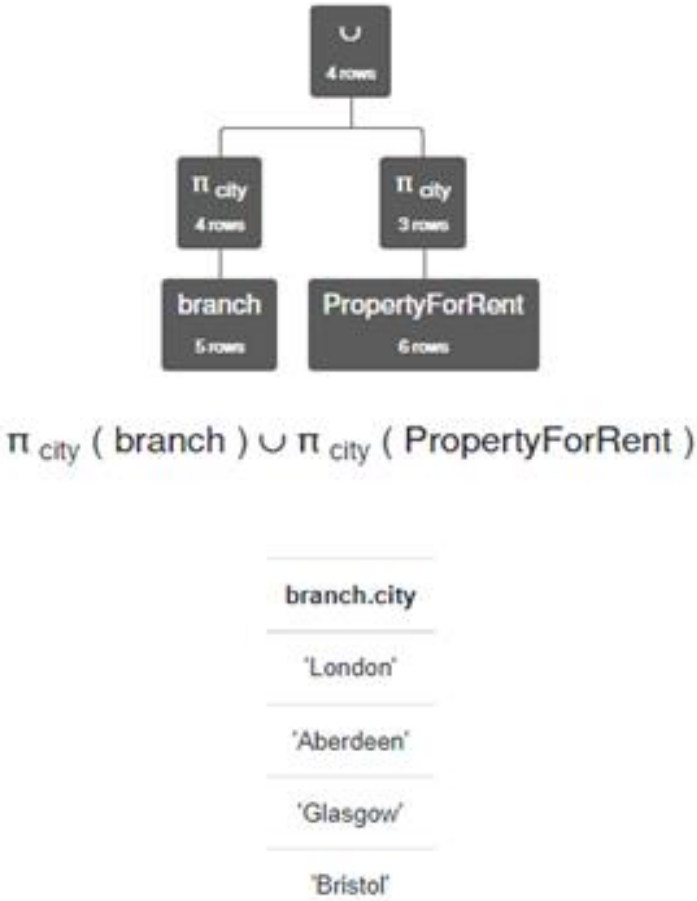 ∪
4 rows
π city
4 rows
π city
3 rows
branch
5 rows
PropertyForRent
6 rows
π city ( branch ) ∪ π city ( PropertyForRent )
branch.city
'London'
'Aberdeen'
'Glasgow'
'Bristol'